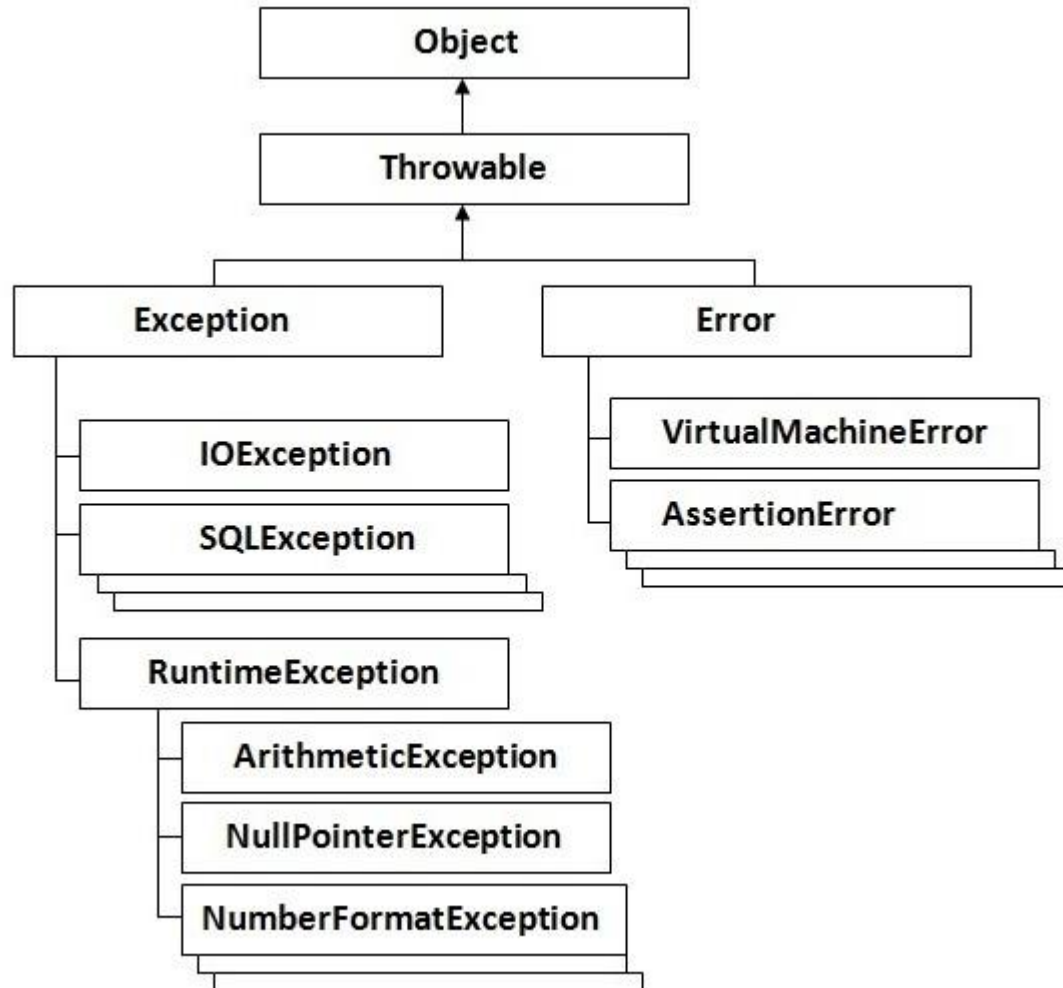 Object
Throwable
Exception
Error
IOException
SQLException
RuntimeException
ArithmeticException
NullPointerException
NumberFormatException
VirtualMachineError
AssertionError